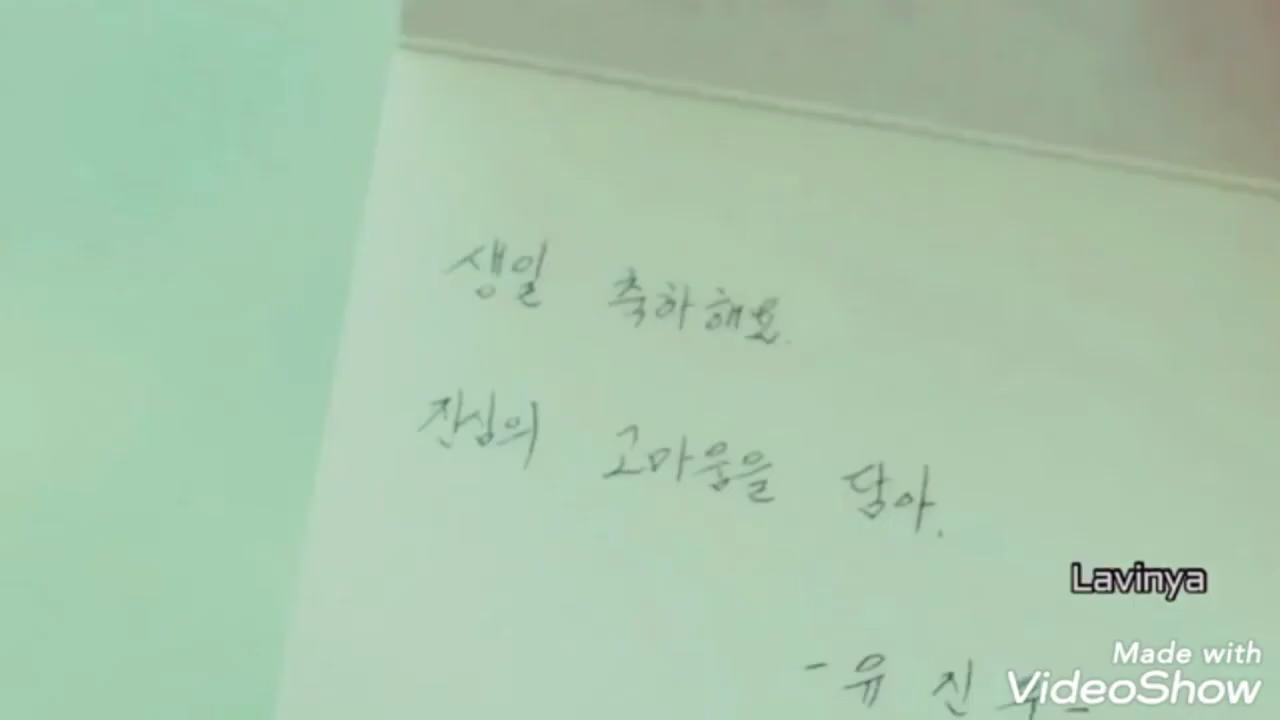 생일 축하해요.
진심의 고마움을 담아.
Lavinya
- 유 진
Made with
VideoShow